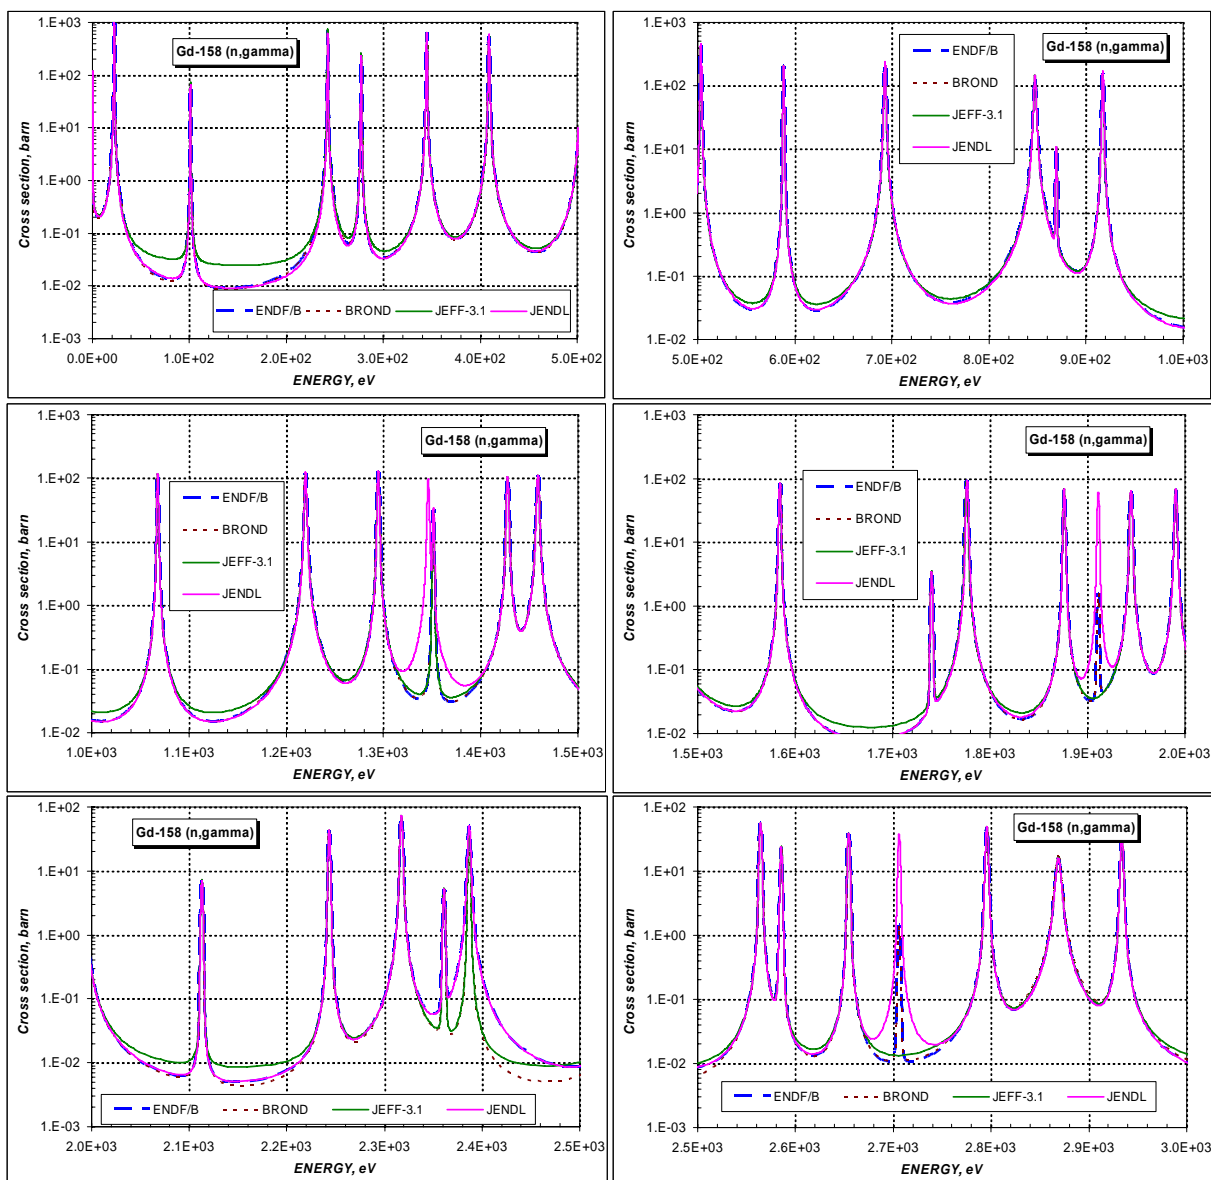 1.E+03
1.E+02
1.E+01
1.E+00
1.E-01
1.E-02
1.E-03
Cross section, barn
Gd-158 (n,gamma)
ENDF/B BROND JEFF-3.1 JENDL
0.0E+00 1.0E+02 2.0E+02 3.0E+02 4.0E+02 5.0E+02
ENERGY, eV
1.E+03
1.E+02
1.E+01
1.E+00
1.E-01
1.E-02
Cross section, barn
ENDF/B
BROND
JEFF-3.1
JENDL
Gd-158 (n,gamma)
5.0E+02 6.0E+02 7.0E+02 8.0E+02 9.0E+02 1.0E+03
ENERGY, eV
1.E+03
1.E+02
1.E+01
1.E+00
1.E-01
1.E-02
Cross section, barn
Gd-158 (n,gamma)
ENDF/B
BROND
JEFF-3.1
JENDL
1.0E+03 1.1E+03 1.2E+03 1.3E+03 1.4E+03 1.5E+03
ENERGY, eV
1.E+03
1.E+02
1.E+01
1.E+00
1.E-01
1.E-02
Cross section, barn
Gd-158 (n,gamma)
ENDF/B
BROND
JEFF-3.1
JENDL
1.5E+03 1.6E+03 1.7E+03 1.8E+03 1.9E+03 2.0E+03
ENERGY, eV
1.E+02
1.E+01
1.E+00
1.E-01
1.E-02
1.E-03
Cross section, barn
Gd-158 (n,gamma)
ENDF/B BROND JEFF-3.1 JENDL
2.0E+03 2.1E+03 2.2E+03 2.3E+03 2.4E+03 2.5E+03
ENERGY, eV
1.E+02
1.E+01
1.E+00
1.E-01
1.E-02
1.E-03
Cross section, barn
Gd-158 (n,gamma)
ENDF/B BROND JEFF-3.1 JENDL
2.5E+03 2.6E+03 2.7E+03 2.8E+03 2.9E+03 3.0E+03
ENERGY, eV